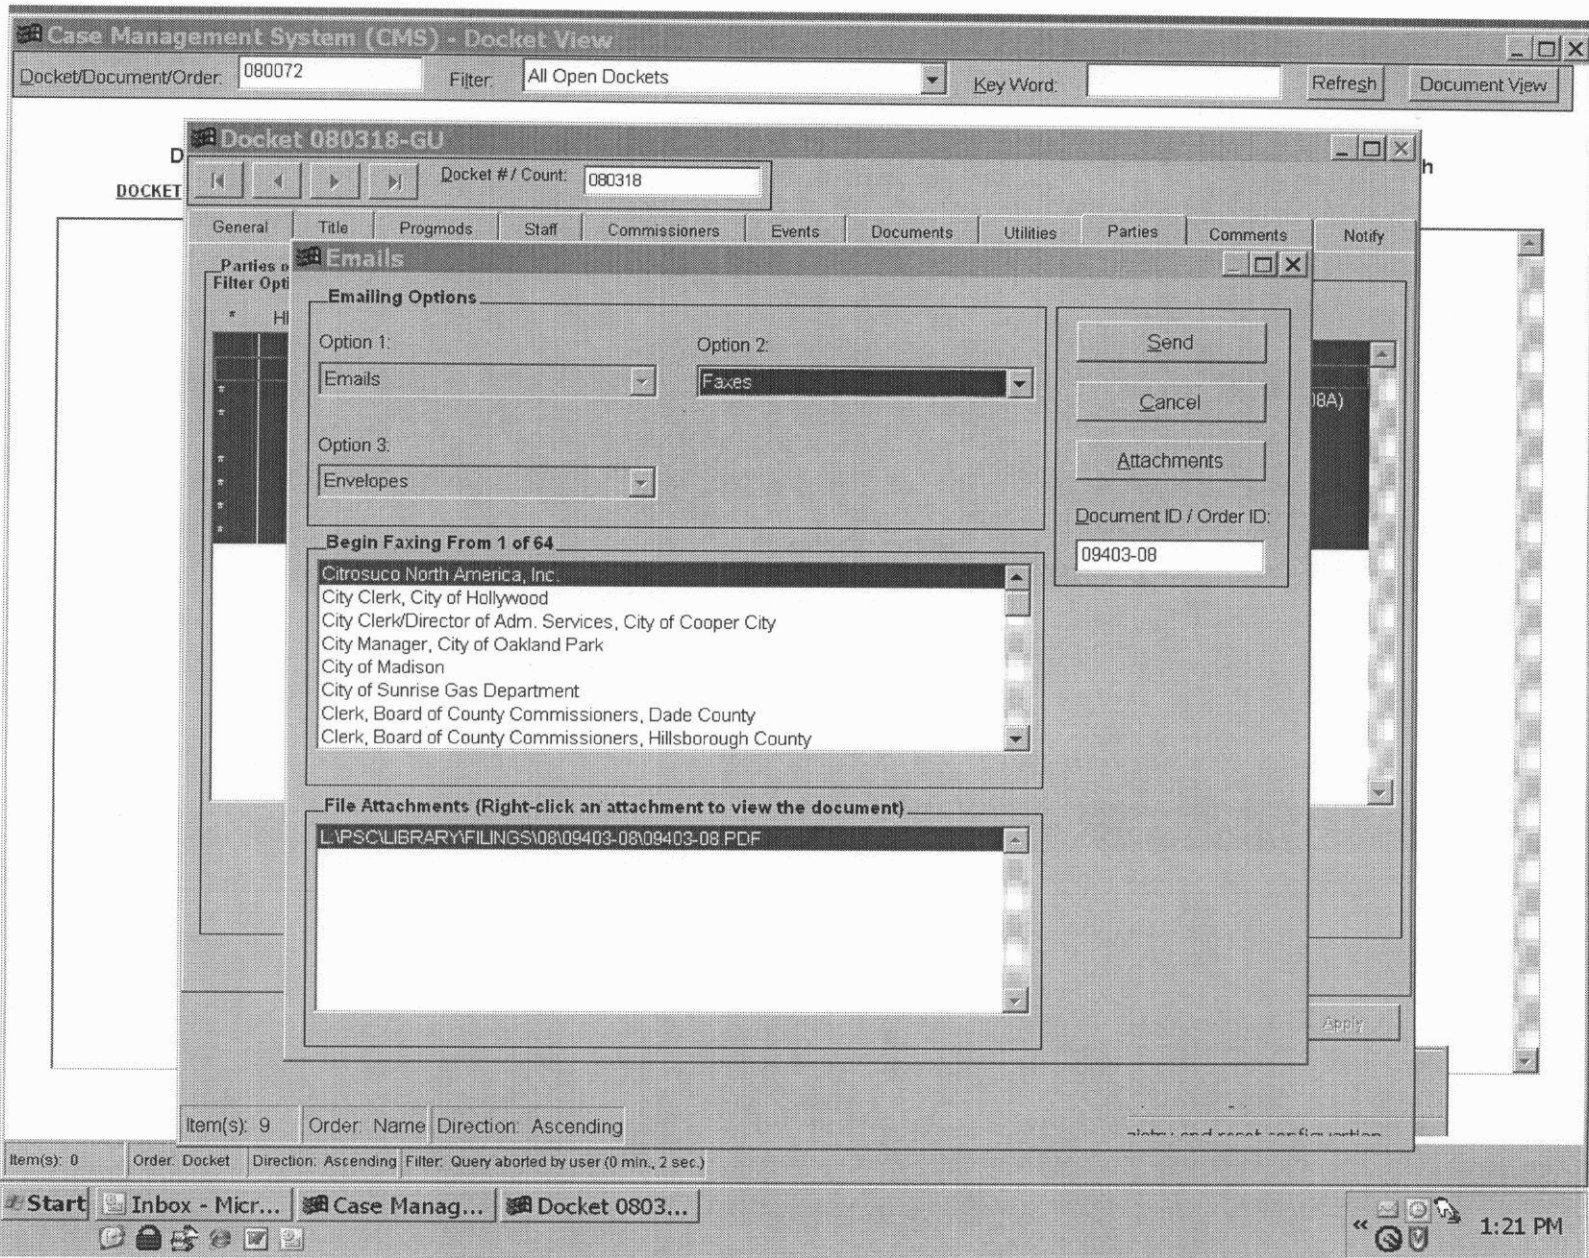 Case Management System (CMS) - Docket View
Docket/Document/Order: 080072 Filter: All Open Dockets Key Word: Refresh Document View
Docket 080318-GU
D h
DOCKET
Docket # / Count: 080318
General Title Progmods Staff Commissioners Events Documents Utilities Parties Comments Notify
Parties o
Filter Opti
* HI
Emails
Emailing Options
Option 1: Option 2:
Emails Faxes
Option 3:
Envelopes
Send
Cancel
Attachments
Document ID / Order ID:
09403-08
08A)
Begin Faxing From 1 of 64
Citrosuco North America, Inc.
City Clerk, City of Hollywood
City Clerk/Director of Adm. Services, City of Cooper City
City Manager, City of Oakland Park
City of Madison
City of Sunrise Gas Department
Clerk, Board of County Commissioners, Dade County
Clerk, Board of County Commissioners, Hillsborough County
File Attachments (Right-click an attachment to view the document)
L:\PSC\LIBRARY\FILINGS\08\09403-08\09403-08.PDF
Apply
Item(s): 9 Order: Name Direction: Ascending
and reset configuration
Item(s): 0 Order: Docket Direction: Ascending Filter: Query aborted by user (0 min., 2 sec.)
Start Inbox - Micr... Case Manag... Docket 0803...
« 1:21 PM